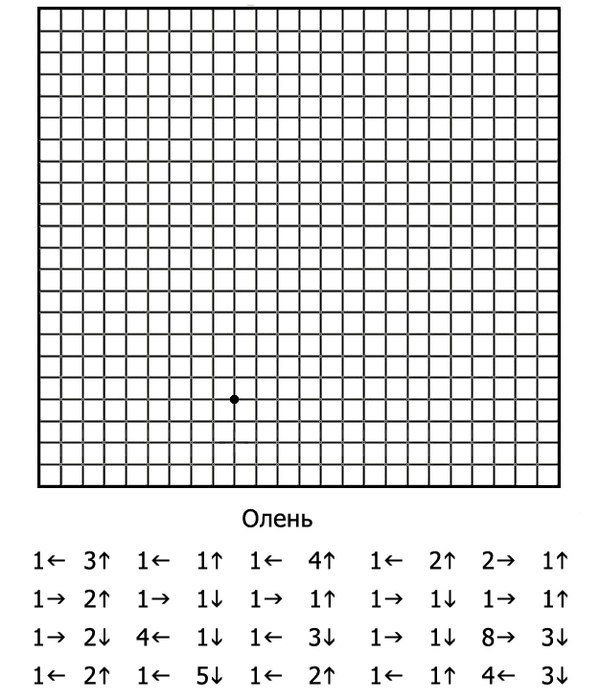 Олень
1← 3↑ 1← 1↑ 1← 4↑ 1← 2↑ 2→ 1↑
1→ 2↑ 1→ 1↓ 1→ 1↑ 1→ 1↓ 1→ 1↑
1→ 2↓ 4← 1↓ 1← 3↓ 1→ 1↓ 8→ 3↓
1← 2↑ 1← 5↓ 1← 2↑ 1← 1↑ 4← 3↓